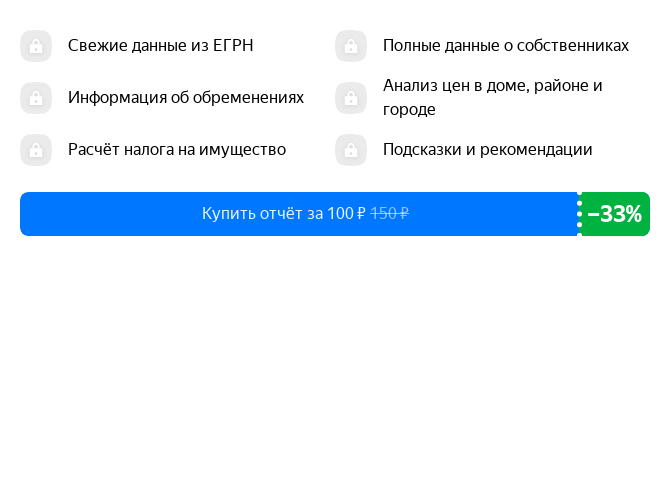 Свежие данные из ЕГРН
Полные данные о собственниках
Информация об обременениях
Анализ цен в доме, районе и
городе
Расчёт налога на имущество
Подсказки и рекомендации
Купить отчёт за 100 ₽ 150 ₽
–33%